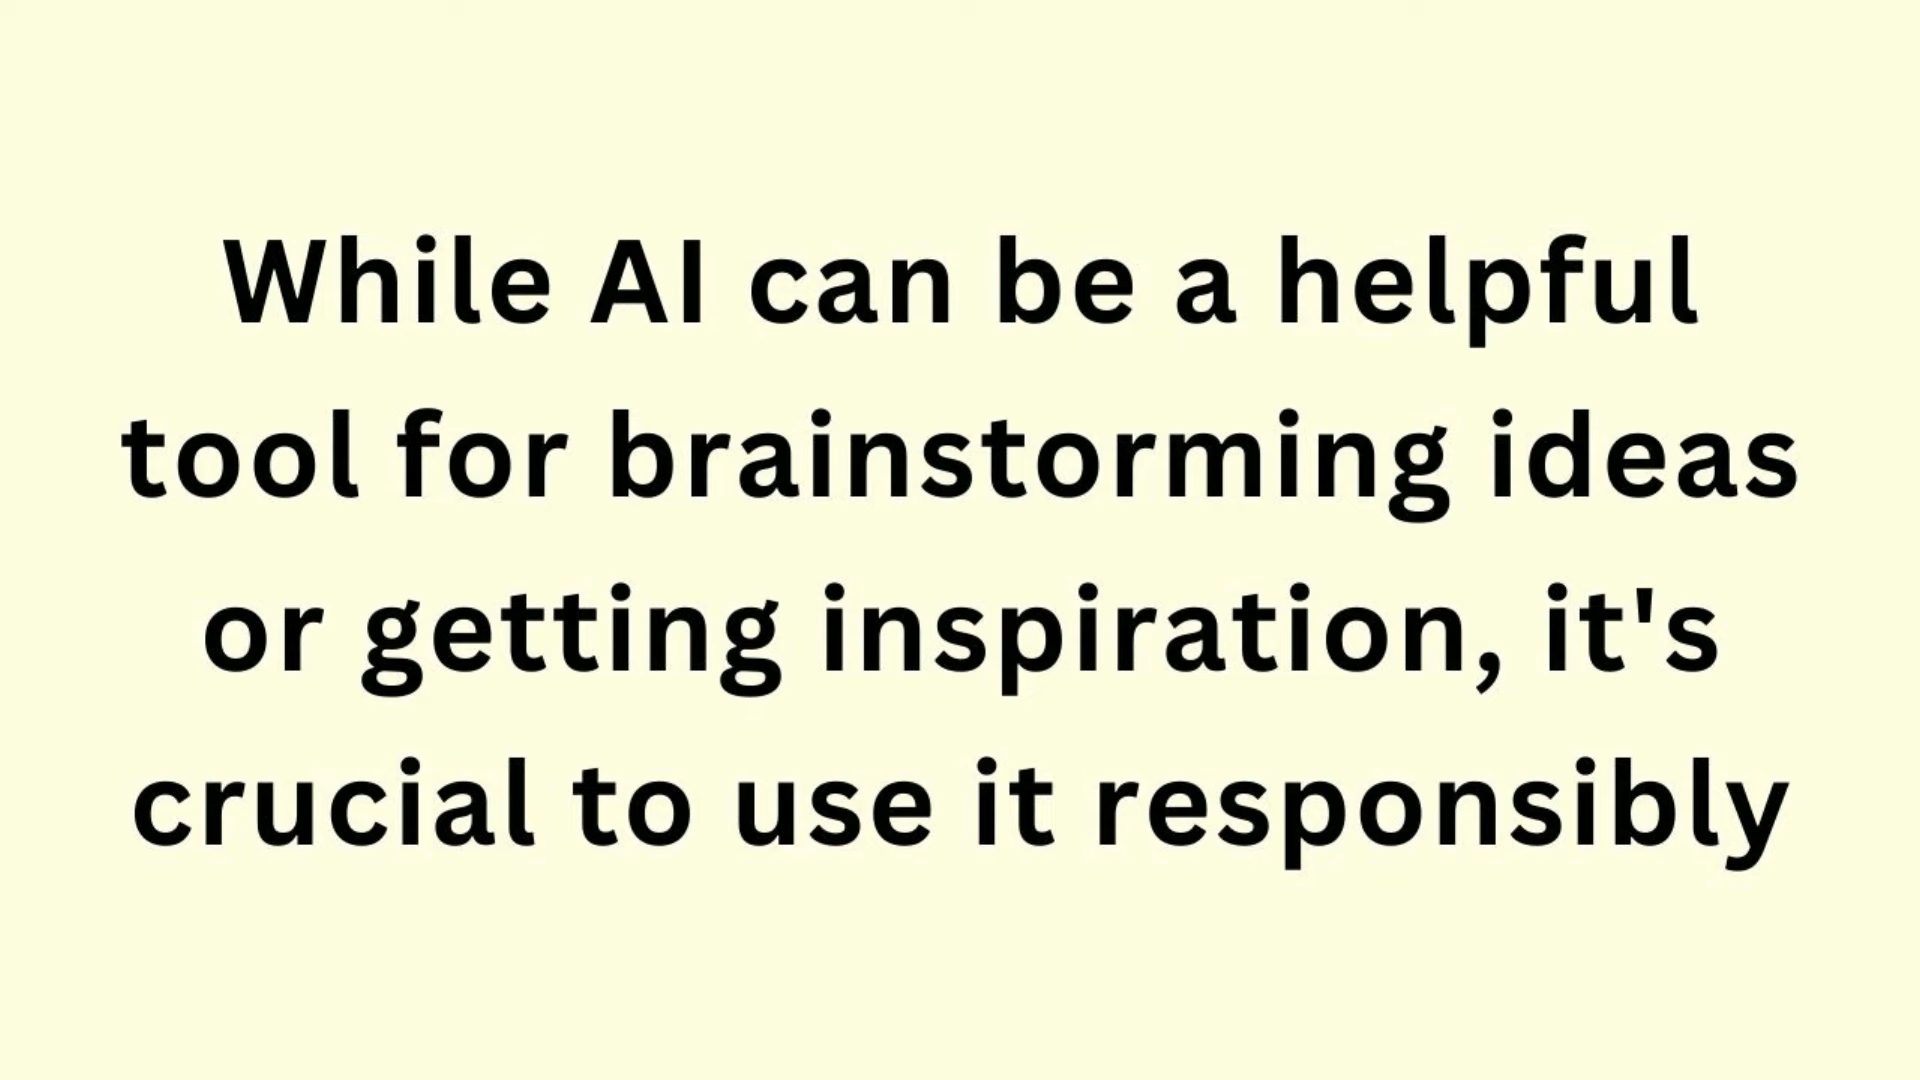 While AI can be a helpful
tool for brainstorming ideas
or getting inspiration, it's
crucial to use it responsibly